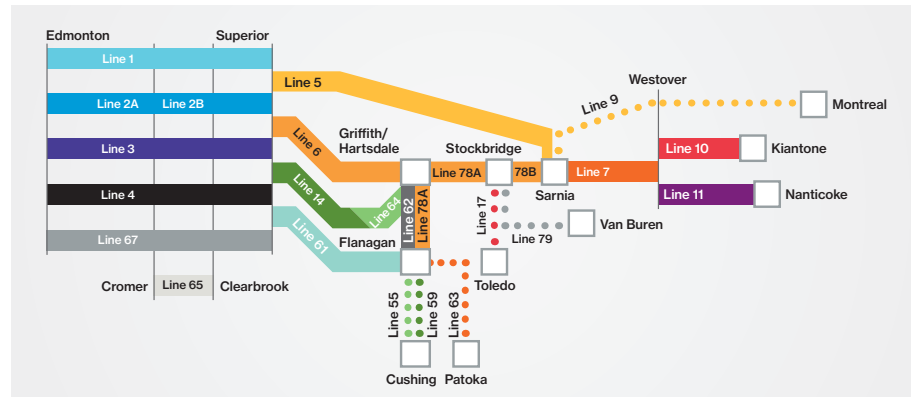 Edmonton
Superior
Line 1
Line 5
Westover
Line 2A
Line 2B
Line 9
Montreal
Line 6
Griffith/
Hartsdale
Stockbridge
Line 3
Line 10
Kiantone
Line 78A
78B
Line 7
Line 4
Line 14
Line 64
Line 62
Line 78A
Sarnia
Line 11
Nanticoke
Line 17
Van Buren
Line 67
Line 61
Flanagan
Line 79
Cromer
Line 65
Clearbrook
Toledo
Line 55
Line 59
Line 63
Cushing
Patoka